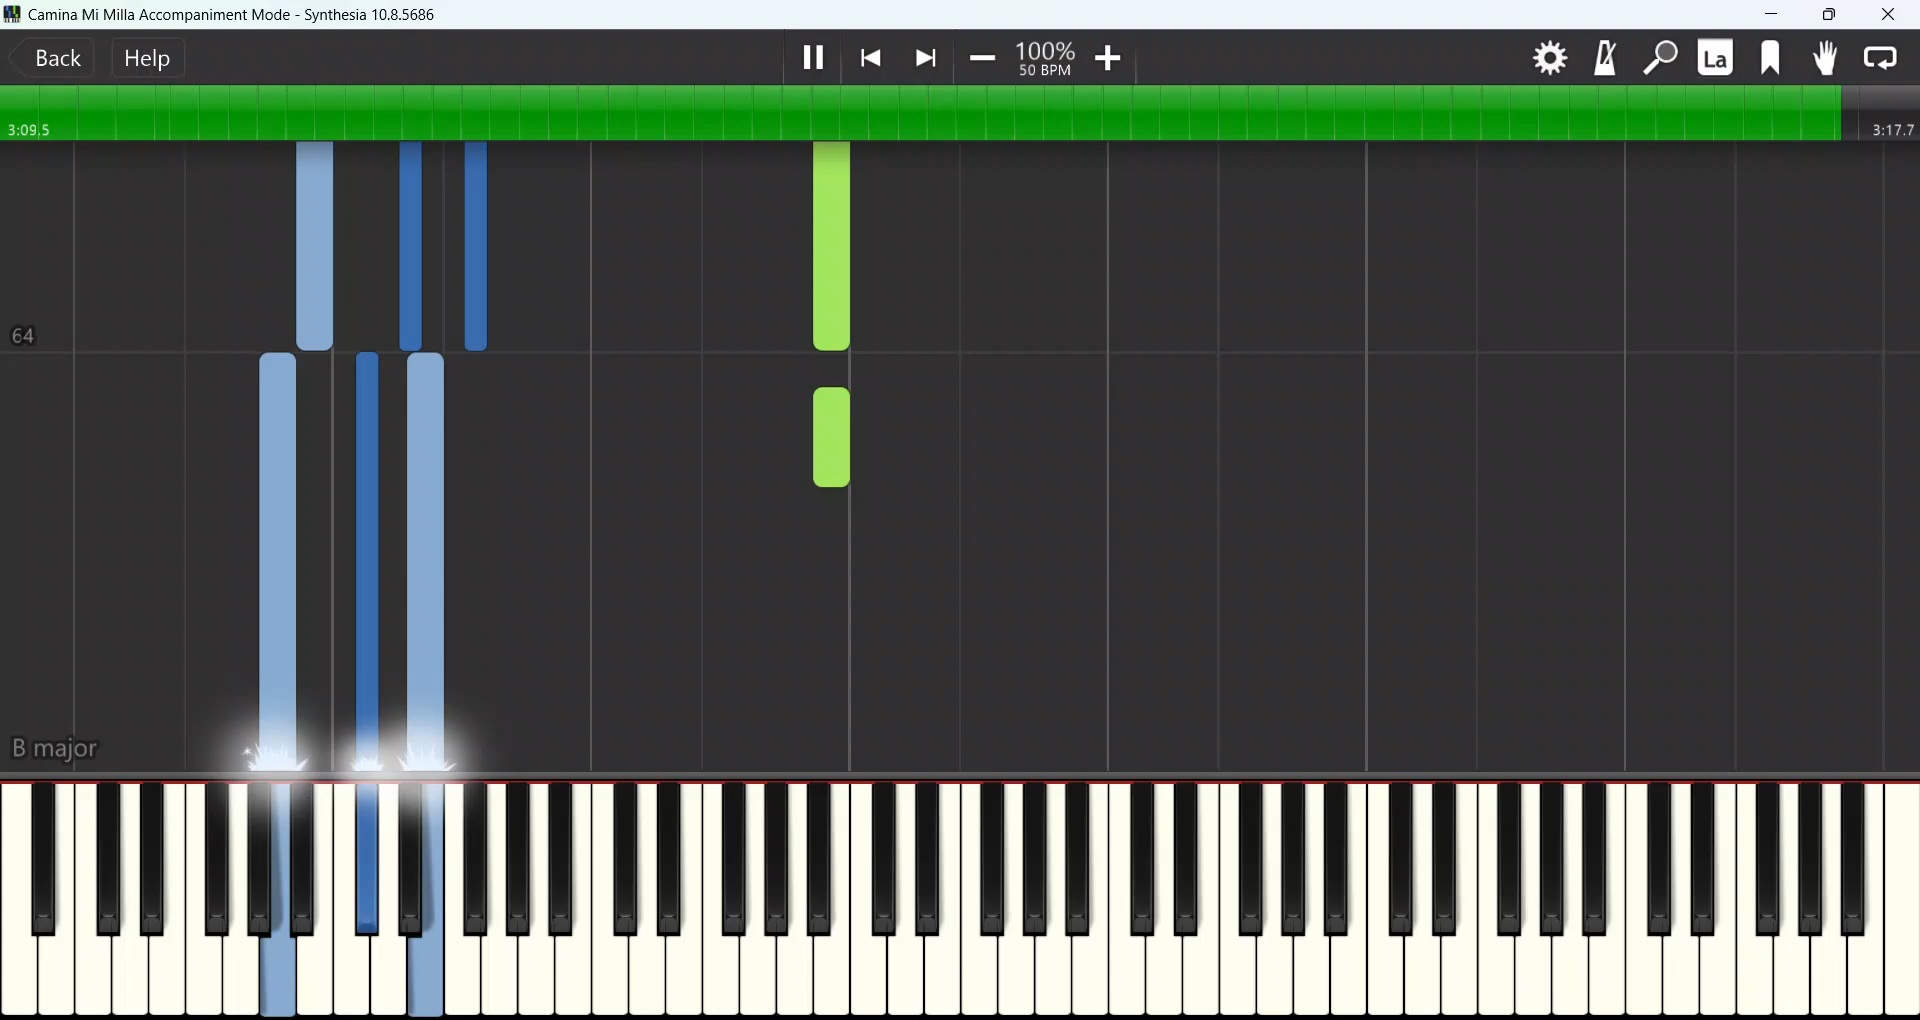 Camina Mi Milla Accompaniment Mode - Synthesia 10.8.5686
Back
Help
100%
50 BPM
La
3:09.5
3:17.7
64
B major